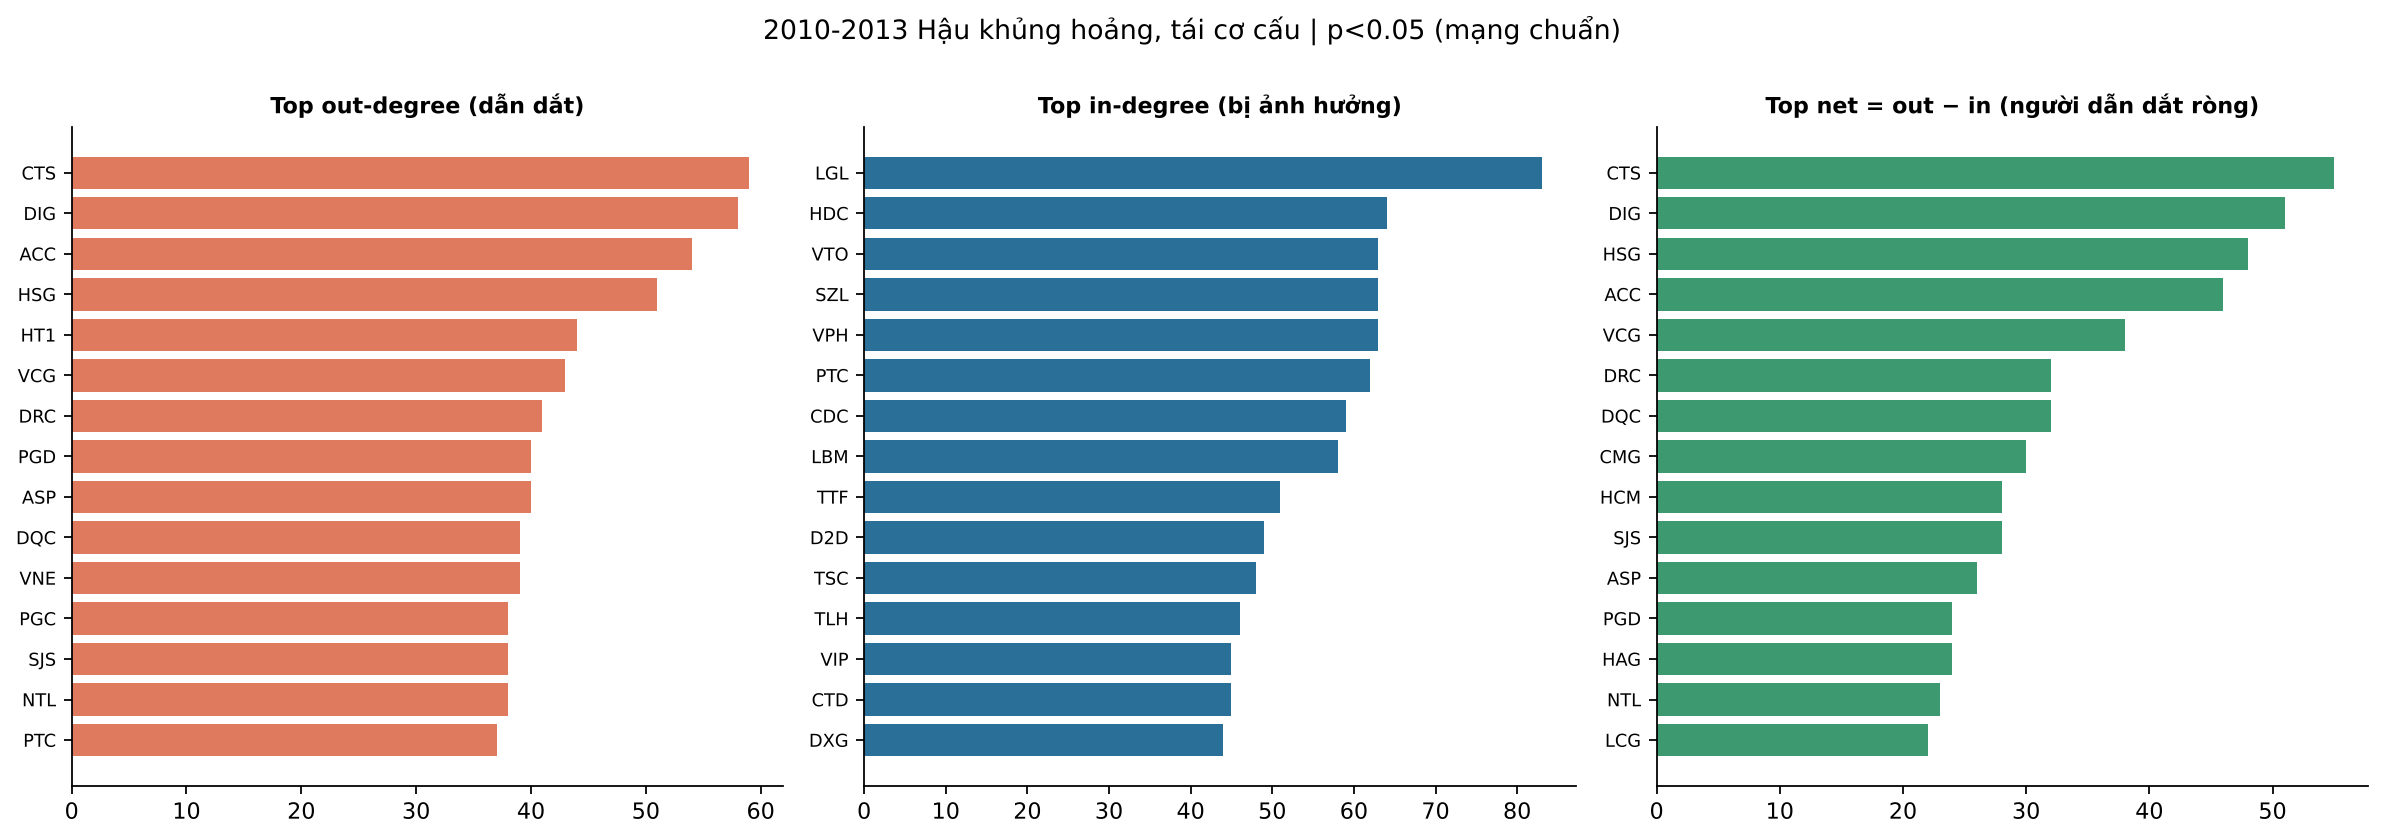 2010-2013 Hậu khủng hoảng, tái cơ cấu | p<0.05 (mạng chuẩn)
Top out-degree (dẫn dắt)
CTS
DIG
ACC
HSG
HT1
VCG
DRC
PGD
ASP
DQC
VNE
PGC
SJS
NTL
PTC
0 10 20 30 40 50 60
Top in-degree (bị ảnh hưởng)
LGL
HDC
VTO
SZL
VPH
PTC
CDC
LBM
TTF
D2D
TSC
TLH
VIP
CTD
DXG
0 10 20 30 40 50 60 70 80
Top net = out − in (người dẫn dắt ròng)
CTS
DIG
HSG
ACC
VCG
DRC
DQC
CMG
HCM
SJS
ASP
PGD
HAG
NTL
LCG
0 10 20 30 40 50